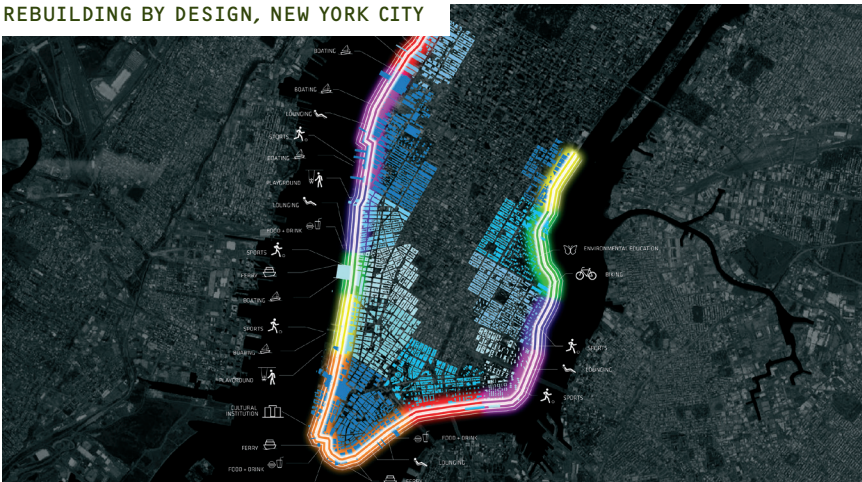 REBUILDING BY DESIGN, NEW YORK CITY
BOATING
BOATING
LOUNGING
SPORTS
BOATING
PLAYGROUND
LOUNGING
FOOD + DRINK
SPORTS
FERRY
BOATING
SPORTS
BOATING
PLAYGROUND
CULTURAL
INSTITUTION
FERRY
FOOD + DRINK
ENVIRONMENTAL EDUCATION
BIKING
SPORTS
LOUNGING
SPORTS
FOOD + DRINK
LOUNGING